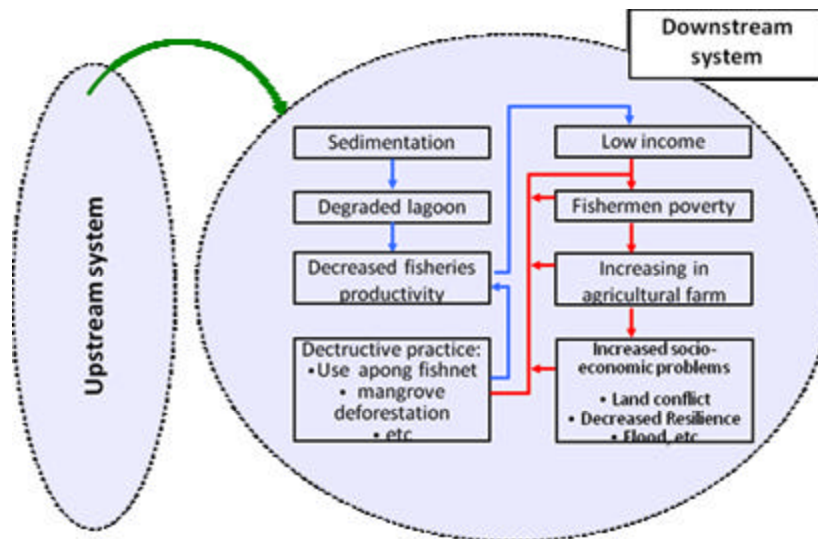 Downstream
system
Upstream system
Sedimentation
Degraded lagoon
Decreased fisheries
productivity
Dectructive practice:
•Use apong fishnet
• mangrove
deforestation
• etc
Low income
Fishermen poverty
Increasing in
agricultural farm
Increased socio-
economic problems
• Land conflict
• Decreased Resilience
• Flood, etc